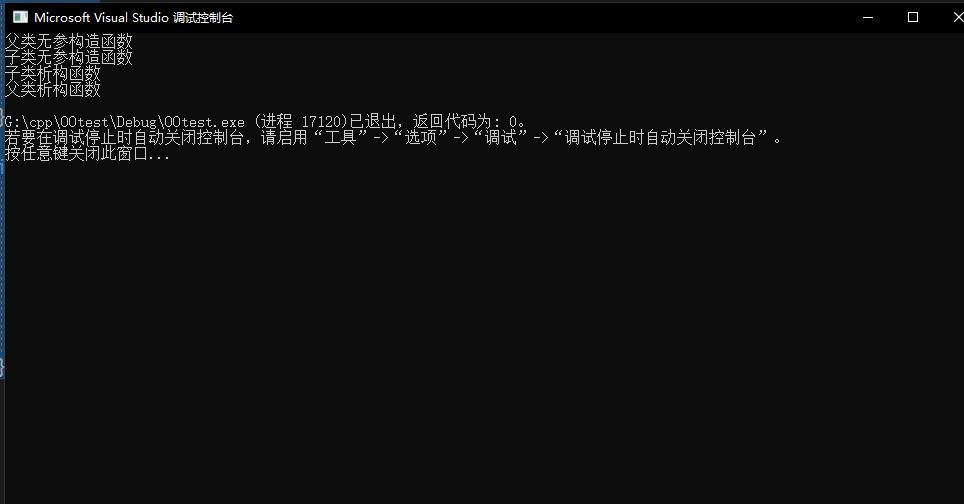 Microsoft Visual Studio 调试控制台
父类无参构造函数
子类无参构造函数
子类析构函数
父类析构函数
G:\cpp\OOtest\Debug\OOtest.exe (进程 17120)已退出，返回代码为: 0。
若要在调试停止时自动关闭控制台，请启用“工具”->“选项”->“调试”->“调试停止时自动关闭控制台”。
按任意键关闭此窗口...